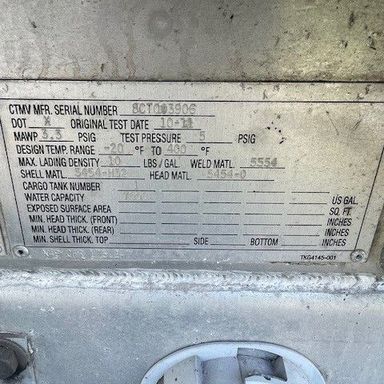 CTMV MFR. SERIAL NUMBER
DOT X ORIGINAL TEST DATE 10-11
MAWP 3.3 PSIG TEST PRESSURE 5 PSIG
DESIGN TEMP. RANGE -20 °F TO 400 °F
MAX. LADING DENSITY 10 LBS / GAL. WELD MATL. 5554
SHELL MATL. 5454-H32 HEAD MATL. 5454-0
CARGO TANK NUMBER 1
WATER CAPACITY US GAL.
EXPOSED SURFACE AREA SQ. FT.
MIN. HEAD THICK. (FRONT) INCHES
MIN. HEAD THICK. (REAR) INCHES
MIN. SHELL THICK. TOP SIDE BOTTOM INCHES
TKG4145-001